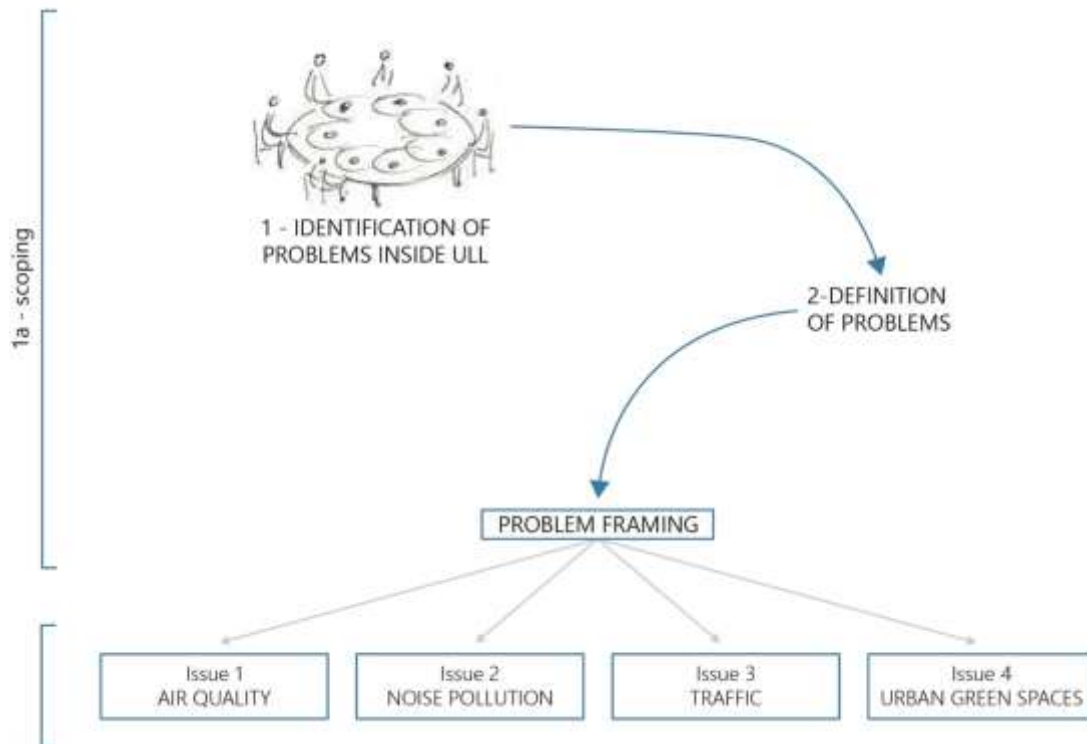 1a - scoping
1 - IDENTIFICATION OF
PROBLEMS INSIDE ULL
2-DEFINITION
OF PROBLEMS
PROBLEM FRAMING
Issue 1
AIR QUALITY
Issue 2
NOISE POLLUTION
Issue 3
TRAFFIC
Issue 4
URBAN GREEN SPACES